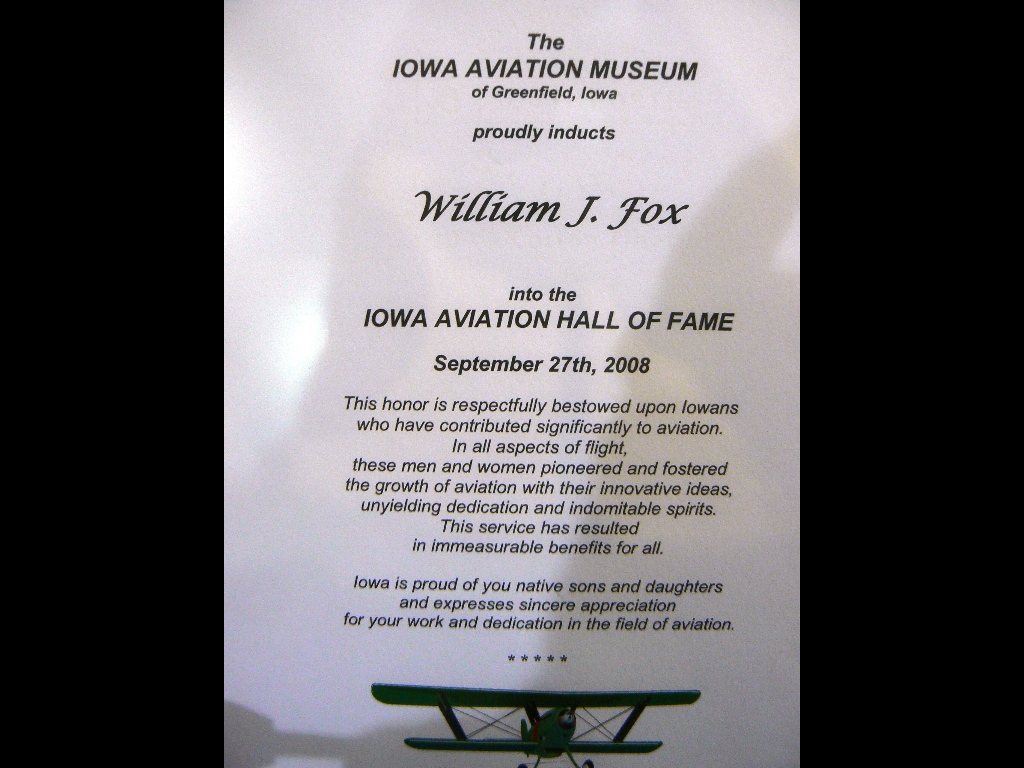 The
IOWA AVIATION MUSEUM
of Greenfield, Iowa
proudly inducts
William J. Fox
into the
IOWA AVIATION HALL OF FAME
September 27th, 2008
This honor is respectfully bestowed upon Iowans
who have contributed significantly to aviation.
In all aspects of flight,
these men and women pioneered and fostered
the growth of aviation with their innovative ideas,
unyielding dedication and indomitable spirits.
This service has resulted
in immeasurable benefits for all.
Iowa is proud of you native sons and daughters
and expresses sincere appreciation
for your work and dedication in the field of aviation.
* * * * *